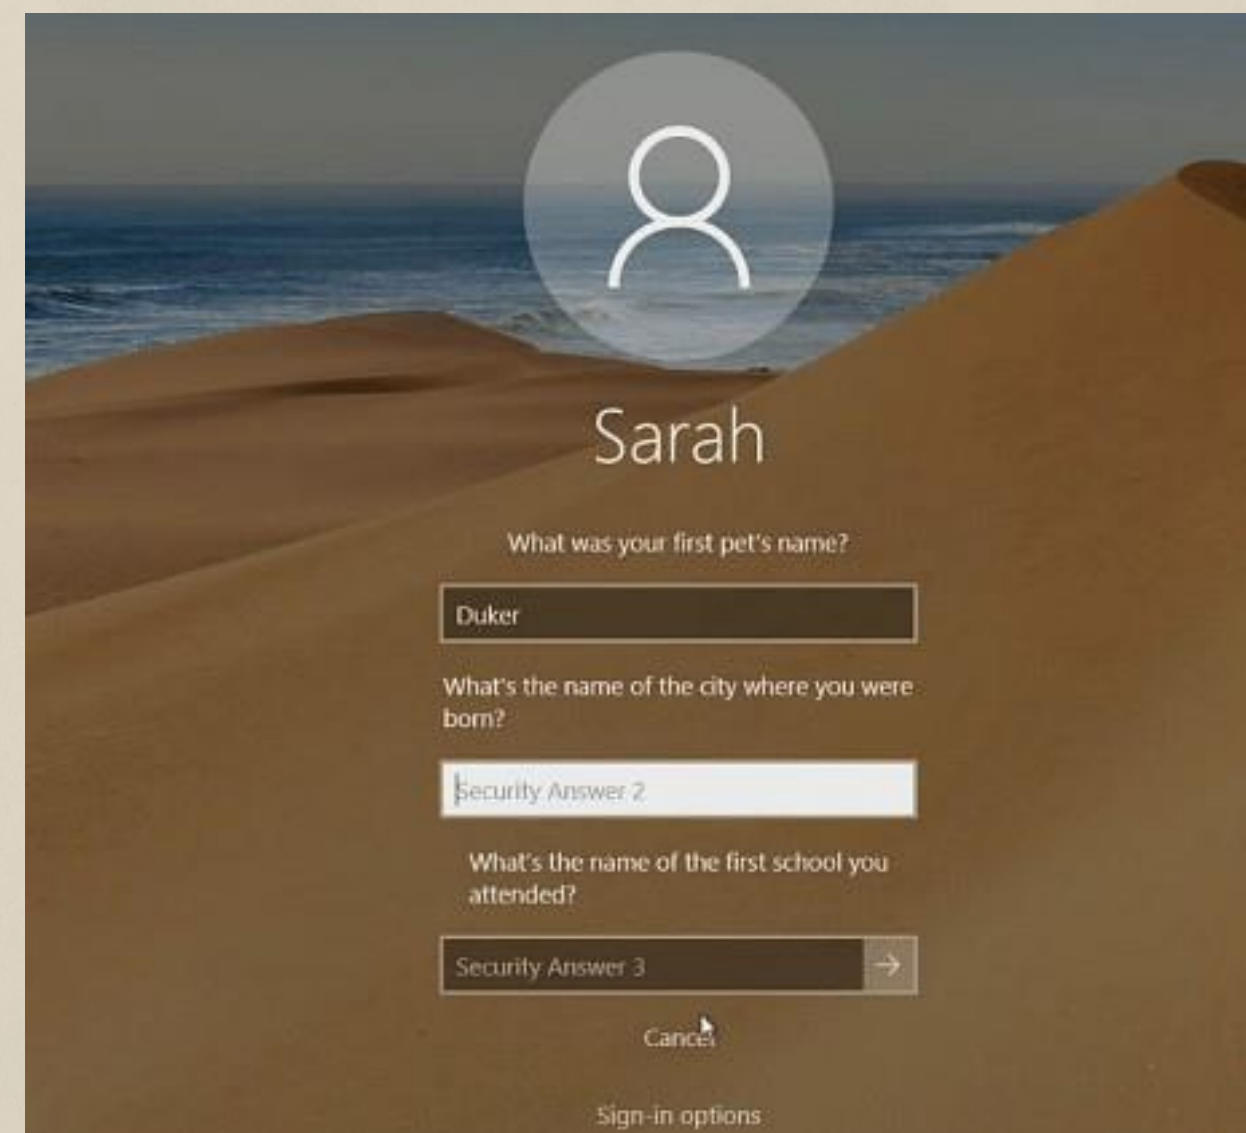 Sarah
What was your first pet's name?
Duker
What's the name of the city where you were
born?
Security Answer 2
What's the name of the first school you
attended?
Security Answer 3
Cancel
Sign-in options